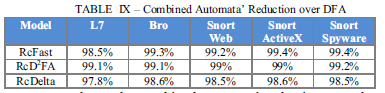 TABLE IX – Combined Automata' Reduction over DFA
Model L7 Bro Snort Web Snort ActiveX Snort Spyware
RcFast 98.5% 99.3% 99.2% 99.4% 99.4%
RcD²FA 99.1% 99.1% 99% 99% 99.2%
RcDelta 97.8% 98.6% 98.5% 98.6% 98.5%